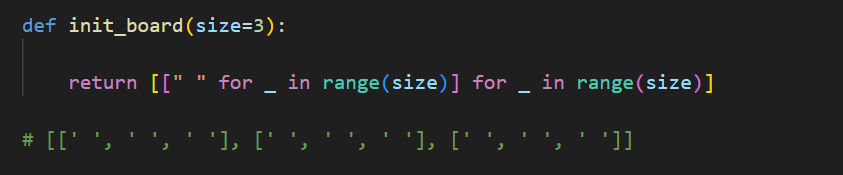 def init_board(size=3):
return [[" " for _ in range(size)] for _ in range(size)]
# [[' ', ' ', ' '], [' ', ' ', ' '], [' ', ' ', ' ']]